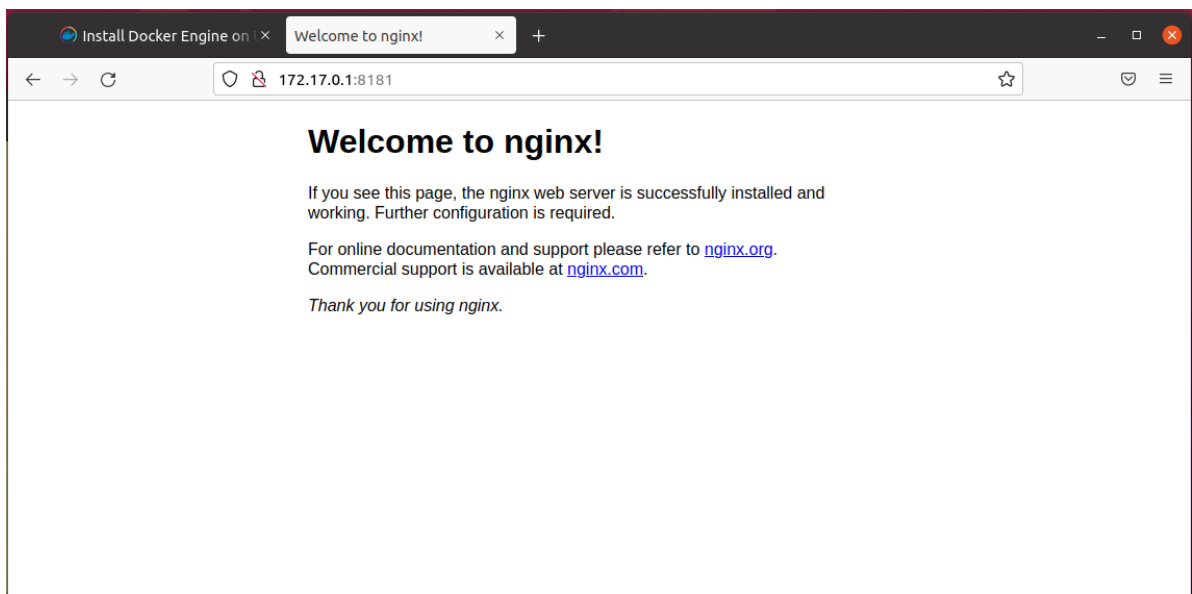 Install Docker Engine on
Welcome to nginx!
172.17.0.1:8181
Welcome to nginx!
If you see this page, the nginx web server is successfully installed and
working. Further configuration is required.
For online documentation and support please refer to nginx.org.
Commercial support is available at nginx.com.
Thank you for using nginx.